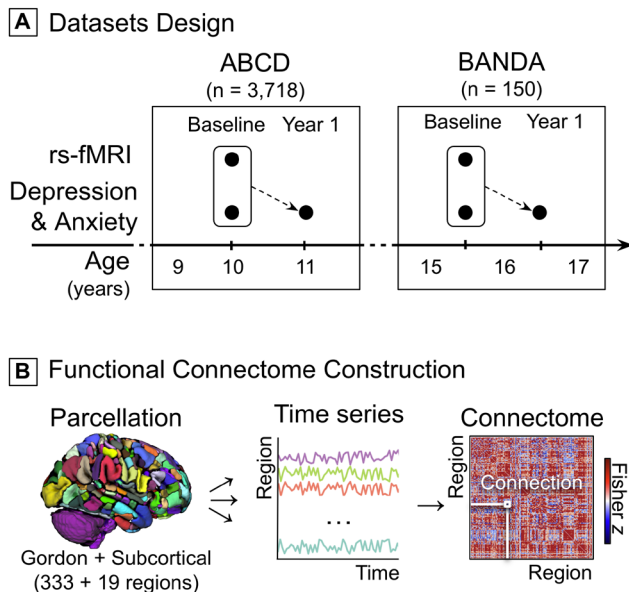 A Datasets Design
ABCD
(n = 3,718)
BANDA
(n = 150)
Baseline Year 1
Baseline Year 1
rs-fMRI
Depression
& Anxiety
Age
(years)
9 10 11
15 16 17
B Functional Connectome Construction
Parcellation
Time series
Connectome
Region
Region
Connection
Fisher z
...
Gordon + Subcortical
(333 + 19 regions)
Time
Region